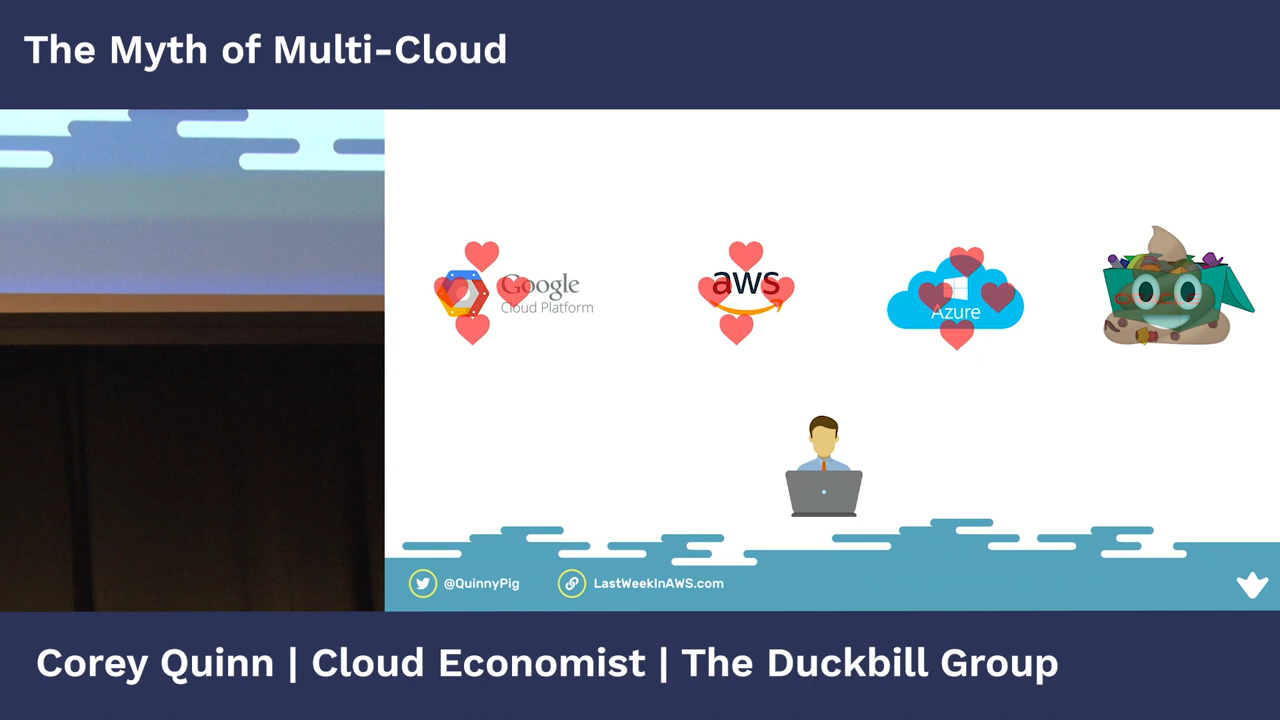 The Myth of Multi-Cloud
Google
Cloud Platform
aws
Azure
ORACLE
@QuinnyPig
LastWeekInAWS.com
Corey Quinn | Cloud Economist | The Duckbill Group